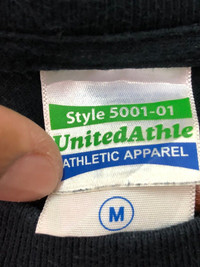 Style 5001-01
UnitedAthle
ATHLETIC APPAREL
M